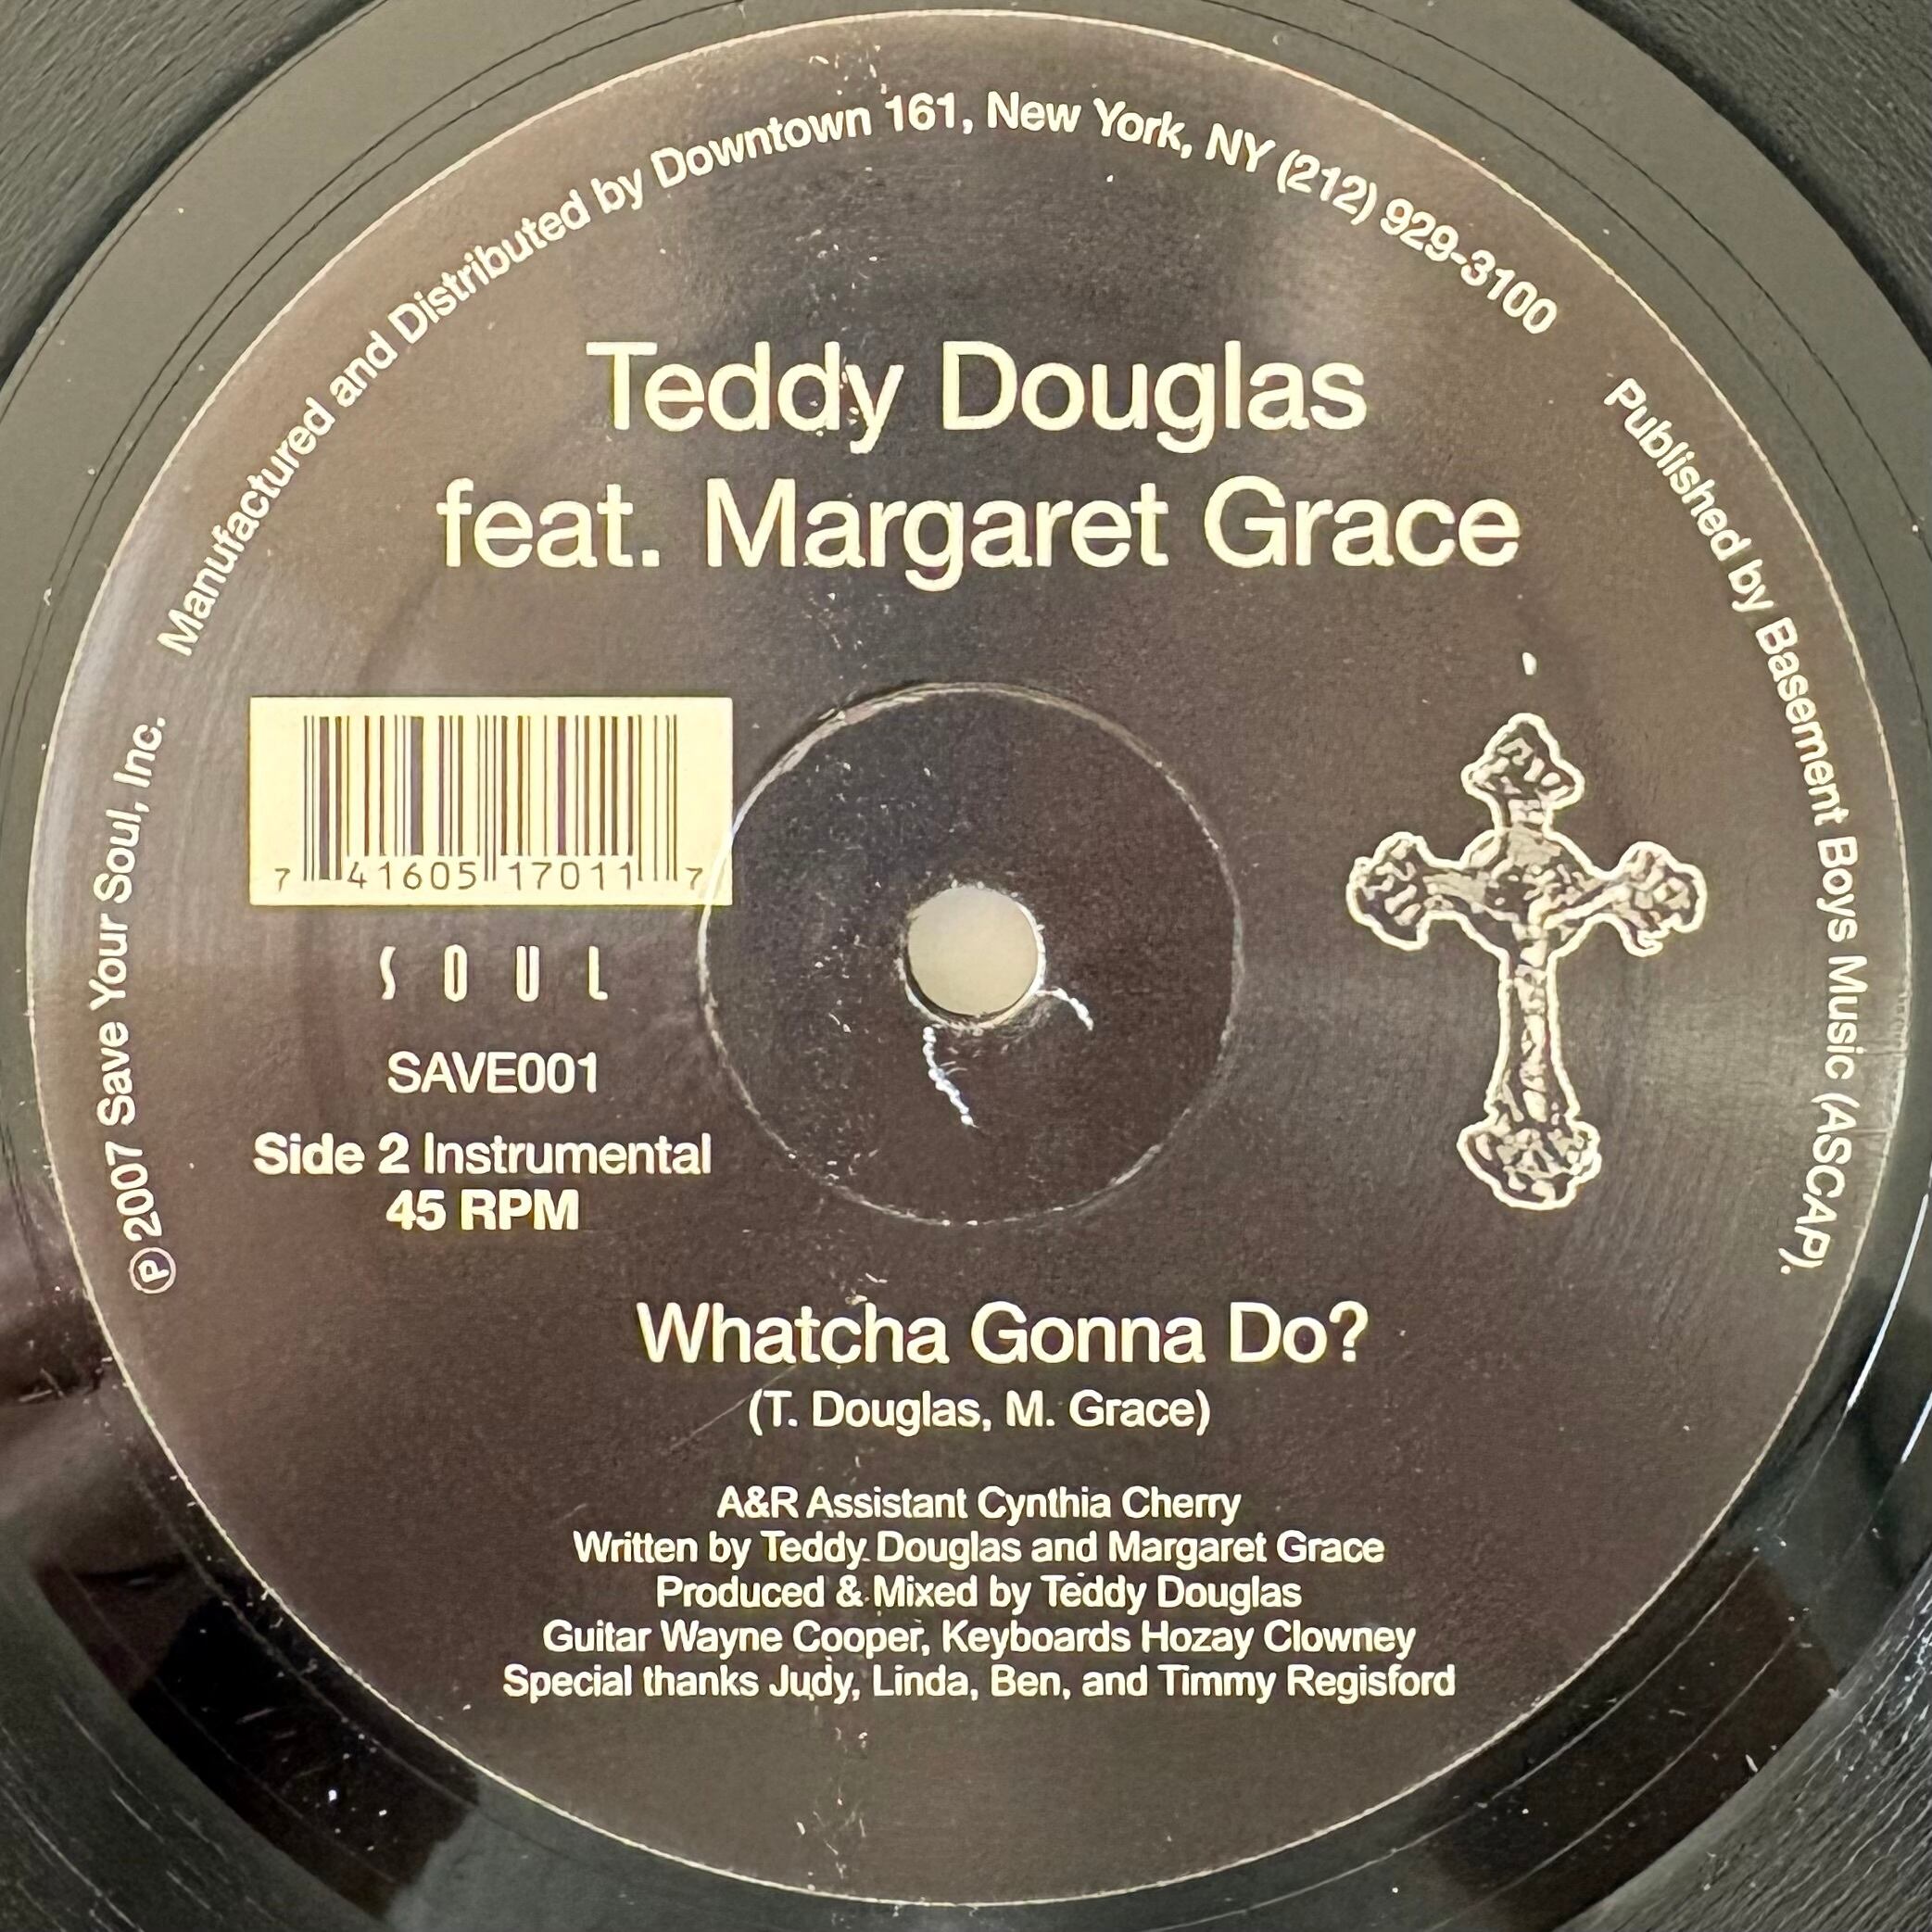 Manufactured and Distributed by Downtown 161, New York, NY (212) 929-3100
Published by Basement Boys Music (ASCAP).
℗ 2007 Save Your Soul, Inc.
Teddy Douglas
feat. Margaret Grace
7 41605 17011 7
SOUL
SAVE001
Side 2 Instrumental
45 RPM
Whatcha Gonna Do?
(T. Douglas, M. Grace)
A&R Assistant Cynthia Cherry
Written by Teddy Douglas and Margaret Grace
Produced & Mixed by Teddy Douglas
Guitar Wayne Cooper, Keyboards Hozay Clowney
Special thanks Judy, Linda, Ben, and Timmy Regisford